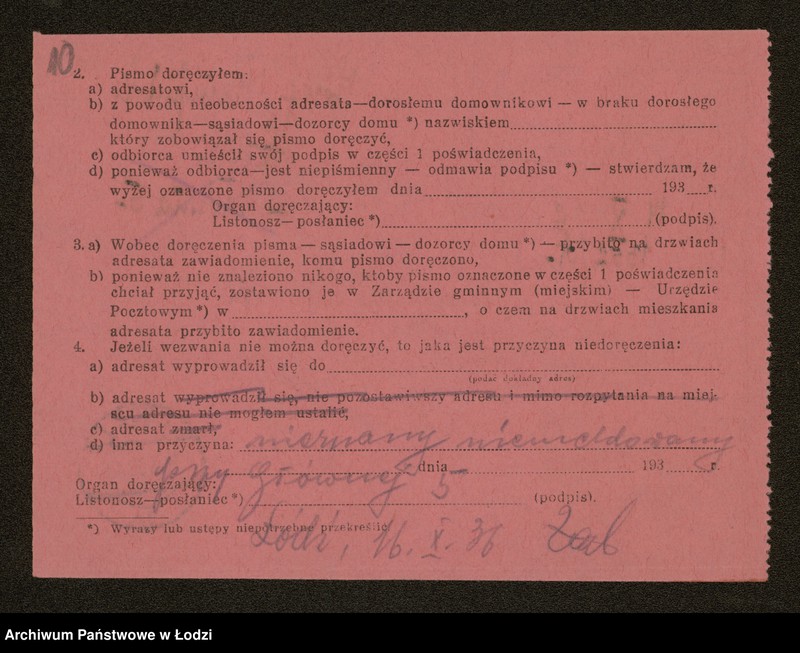 10
2. Pismo doręczyłem:
a) adresatowi,
b) z powodu nieobecności adresata—dorosłemu domownikowi — w braku dorosłego
domownika—sąsiadowi—dozorcy domu *) nazwiskiem
który zobowiązał się pismo doręczyć,
c) odbiorca umieścił swój podpis w części 1 poświadczenia,
d) ponieważ odbiorca—jest niepiśmienny — odmawia podpisu *) — stwierdzam, że
wyżej oznaczone pismo doręczyłem dnia 193 r.
Organ doręczający:
Listonosz—posłaniec *) (podpis).
3. a) Wobec doręczenia pisma — sąsiadowi — dozorcy domu *) — przybito na drzwiach
adresata zawiadomienie, komu pismo doręczono,
b) ponieważ nie znaleziono nikogo, ktoby pismo oznaczone w części 1 poświadczenia
chciał przyjąć, zostawiono je w Zarządzie gminnym (miejskim) — Urzędzie
Pocztowym *) w , o czem na drzwiach mieszkania
adresata przybito zawiadomienie.
4. Jeżeli wezwania nie można doręczyć, to jaka jest przyczyna niedoręczenia:
a) adresat wyprowadził się do
(podać dokładny adres)
b) adresat wyprowadził się, nie pozostawiwszy adresu i mimo rozpytania na miej-
scu adresu nie mogłem ustalić;
c) adresat zmarł,
d) inna przyczyna: nieznany niemeldowany
przy Głównej 5
dnia 193 r.
Organ doręczający:
Listonosz—posłaniec *) (podpis).
*) Wyrazy lub ustępy niepotrzebne przekreślić
Łódź, 16. X. 36
Archiwum Państwowe w Łodzi